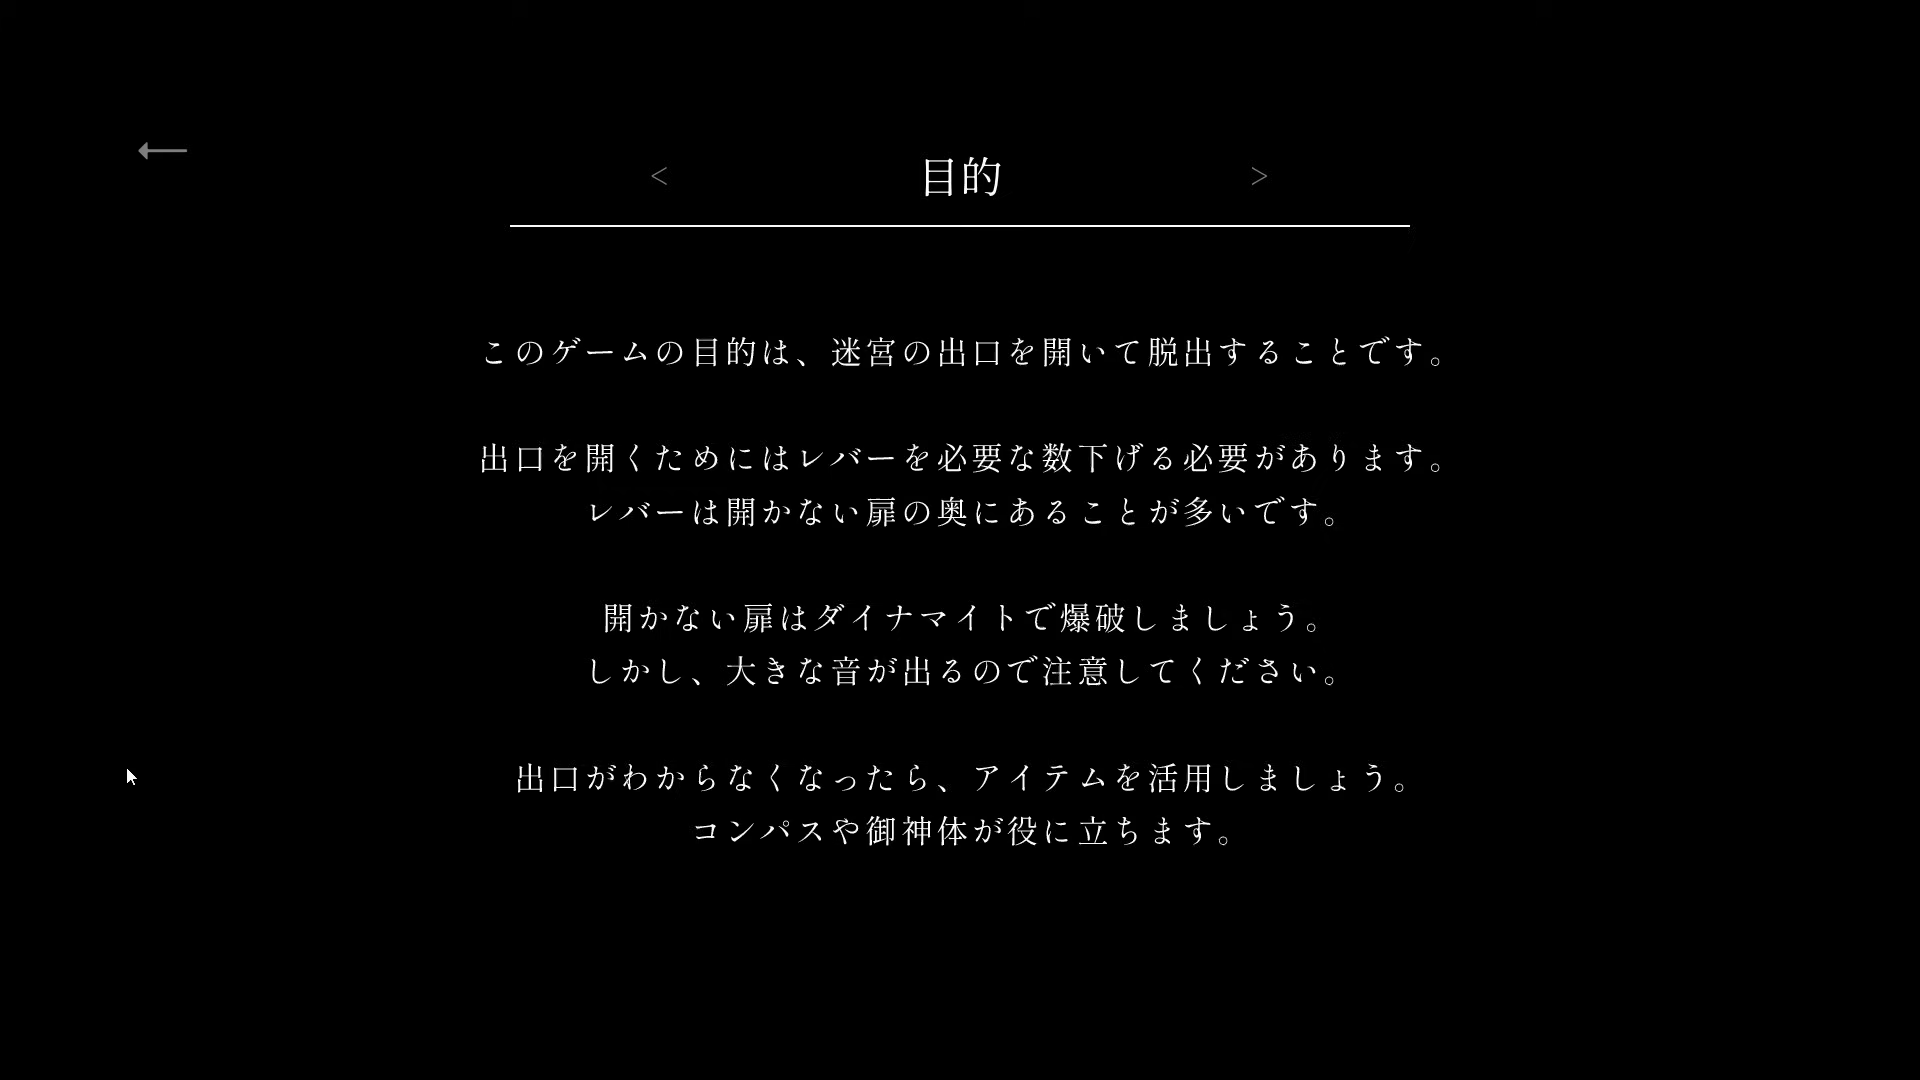 < 目的 >
このゲームの目的は、迷宮の出口を開いて脱出することです。
出口を開くためにはレバーを必要な数下げる必要があります。
レバーは開かない扉の奥にあることが多いです。
開かない扉はダイナマイトで爆破しましょう。
しかし、大きな音が出るので注意してください。
出口がわからなくなったら、アイテムを活用しましょう。
コンパスや御神体が役に立ちます。